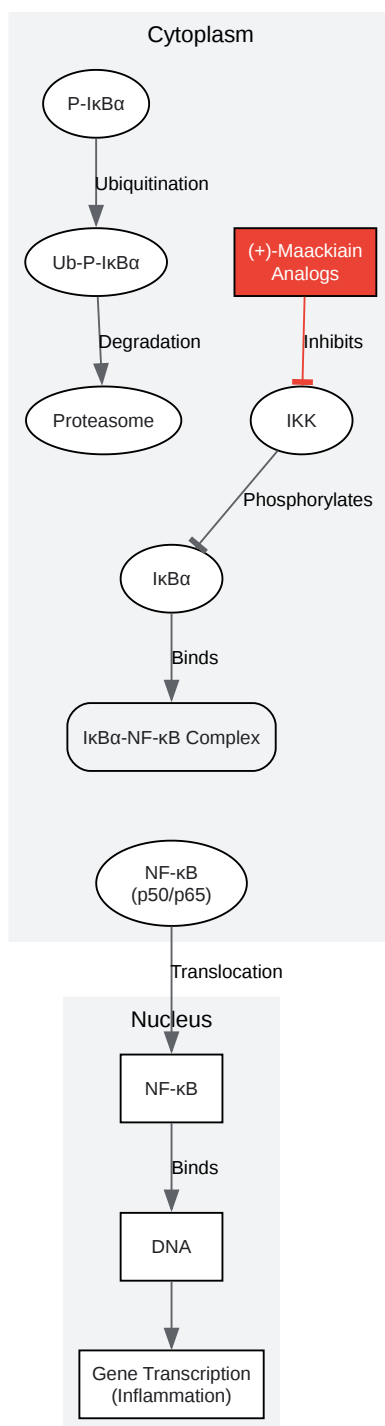 Cytoplasm
P-IκBα
Ubiquitination
Ub-P-IκBα
(+)-Maackiain
Analogs
Degradation
Inhibits
Proteasome
IKK
Phosphorylates
IκBα
Binds
IκBα-NF-κB Complex
NF-κB
(p50/p65)
Translocation
Nucleus
NF-κB
Binds
DNA
Gene Transcription
(Inflammation)